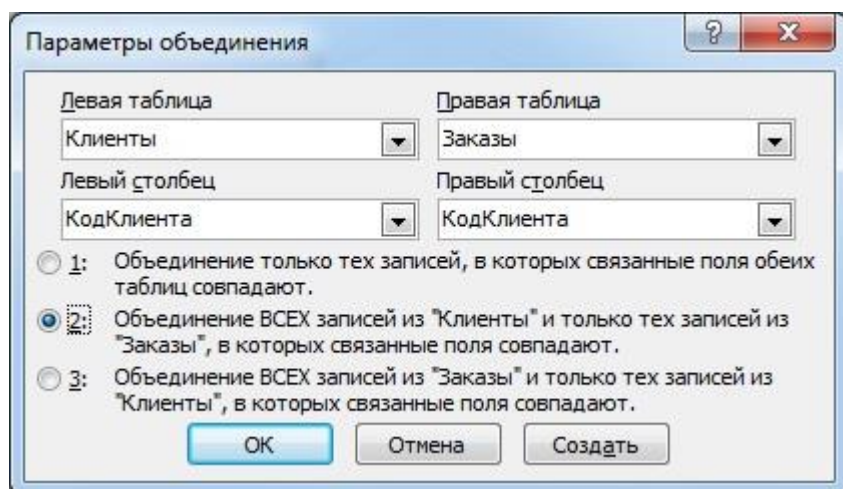 Параметры объединения
Левая таблица
Правая таблица
Клиенты
Заказы
Левый столбец
Правый столбец
КодКлиента
КодКлиента
1: Объединение только тех записей, в которых связанные поля обеих
таблиц совпадают.
2: Объединение ВСЕХ записей из "Клиенты" и только тех записей из
"Заказы", в которых связанные поля совпадают.
3: Объединение ВСЕХ записей из "Заказы" и только тех записей из
"Клиенты", в которых связанные поля совпадают.
ОК
Отмена
Создать